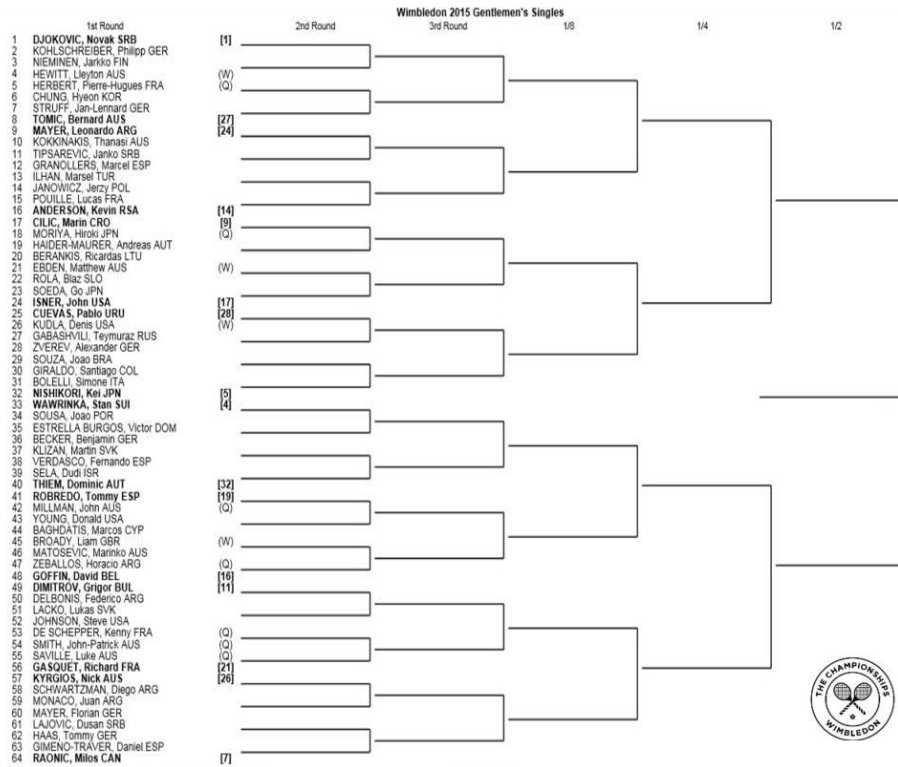 Wimbledon 2015 Gentlemen's Singles
1st Round 2nd Round 3rd Round 1/8 1/4 1/2
1 DJOKOVIC, Novak SRB [1]
2 KOHLSCHREIBER, Philipp GER
3 NIEMINEN, Jarkko FIN
4 HEWITT, Lleyton AUS (W)
5 HERBERT, Pierre-Hugues FRA (Q)
6 CHUNG, Hyeon KOR
7 STRUFF, Jan-Lennard GER
8 TOMIC, Bernard AUS [27]
9 MAYER, Leonardo ARG [24]
10 KOKKINAKIS, Thanasi AUS
11 TIPSAREVIC, Janko SRB
12 GRANOLLERS, Marcel ESP
13 ILHAN, Marsel TUR
14 JANOWICZ, Jerzy POL
15 POUILLE, Lucas FRA
16 ANDERSON, Kevin RSA [14]
17 CILIC, Marin CRO [9]
18 MORIYA, Hiroki JPN (Q)
19 HAIDER-MAURER, Andreas AUT
20 BERANKIS, Ricardas LTU
21 EBDEN, Matthew AUS (W)
22 ROLA, Blaz SLO
23 SOEDA, Go JPN
24 ISNER, John USA [17]
25 CUEVAS, Pablo URU [28]
26 KUDLA, Denis USA (W)
27 GABASHVILI, Teymuraz RUS
28 ZVEREV, Alexander GER
29 SOUZA, Joao BRA
30 GIRALDO, Santiago COL
31 BOLELLI, Simone ITA
32 NISHIKORI, Kei JPN [5]
33 WAWRINKA, Stan SUI [4]
34 SOUSA, Joao POR
35 ESTRELLA BURGOS, Victor DOM
36 BECKER, Benjamin GER
37 KLIZAN, Martin SVK
38 VERDASCO, Fernando ESP
39 SELA, Dudi ISR
40 THIEM, Dominic AUT [32]
41 ROBREDO, Tommy ESP [19]
42 MILLMAN, John AUS (Q)
43 YOUNG, Donald USA
44 BAGHDATIS, Marcos CYP
45 BROADY, Liam GBR (W)
46 MATOSEVIC, Marinko AUS
47 ZEBALLOS, Horacio ARG (Q)
48 GOFFIN, David BEL [16]
49 DIMITROV, Grigor BUL [11]
50 DELBONIS, Federico ARG
51 LACKO, Lukas SVK
52 JOHNSON, Steve USA
53 DE SCHEPPER, Kenny FRA (Q)
54 SMITH, John-Patrick AUS (Q)
55 SAVILLE, Luke AUS (Q)
56 GASQUET, Richard FRA [21]
57 KYRGIOS, Nick AUS [26]
58 SCHWARTZMAN, Diego ARG
59 MONACO, Juan ARG
60 MAYER, Florian GER
61 LAJOVIC, Dusan SRB
62 HAAS, Tommy GER
63 GIMENO-TRAVER, Daniel ESP
64 RAONIC, Milos CAN [7]
THE CHAMPIONSHIPS
WIMBLEDON